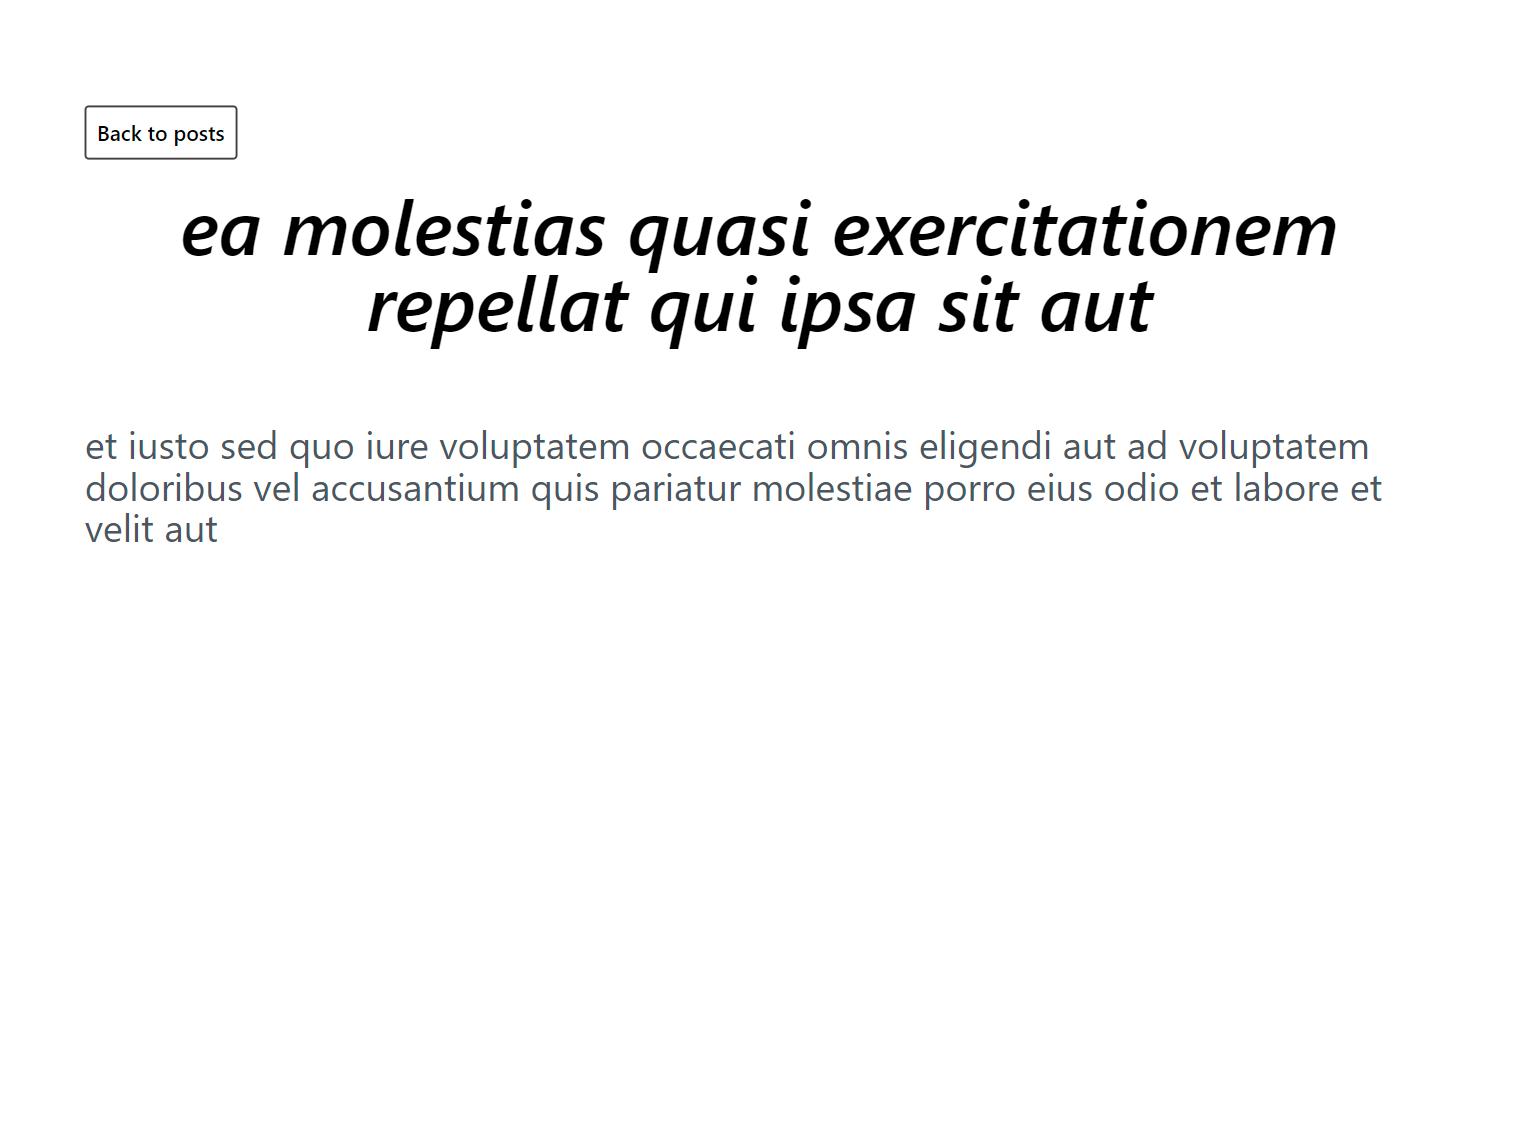 Back to posts
ea molestias quasi exercitationem
repellat qui ipsa sit aut
et iusto sed quo iure voluptatem occaecati omnis eligendi aut ad voluptatem
doloribus vel accusantium quis pariatur molestiae porro eius odio et labore et
velit aut